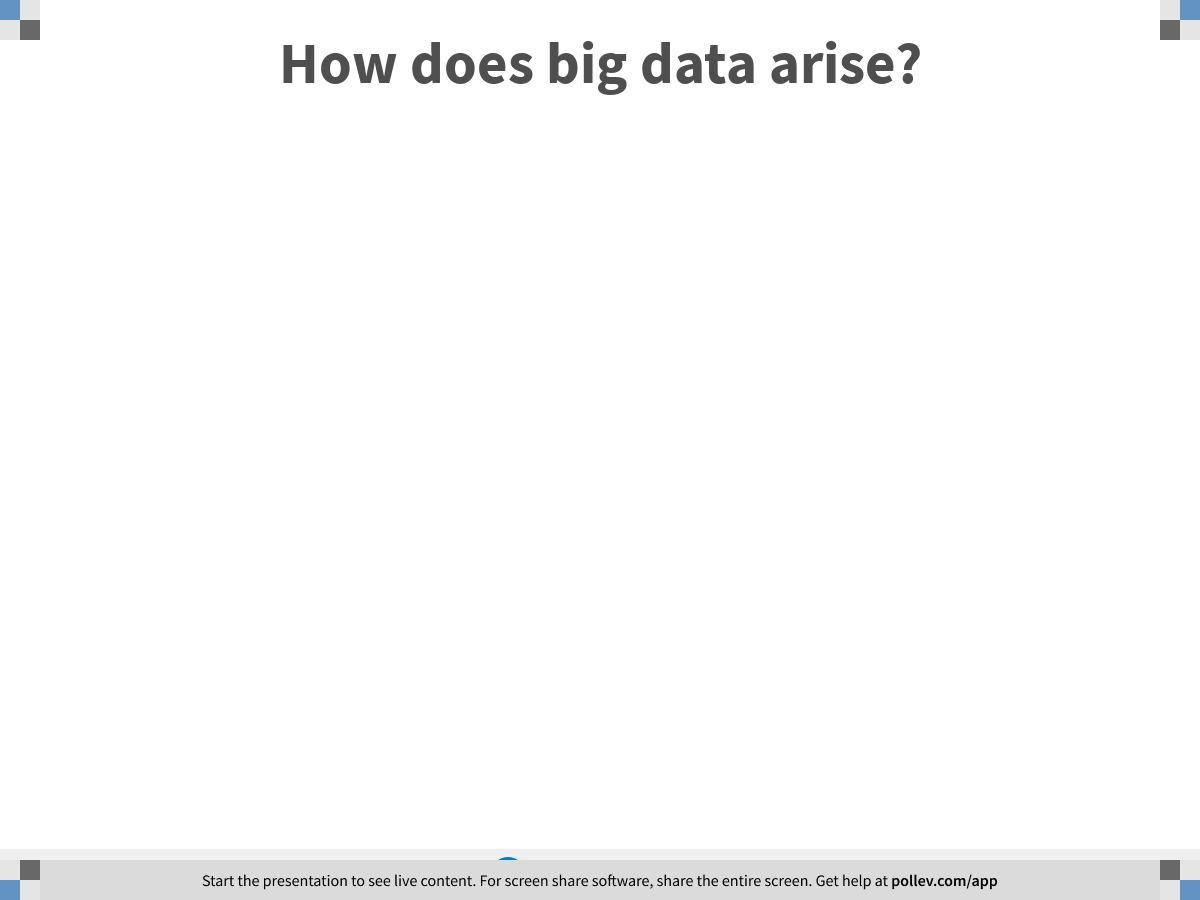 How does big data arise?
Start the presentation to see live content. For screen share software, share the entire screen. Get help at pollev.com/app